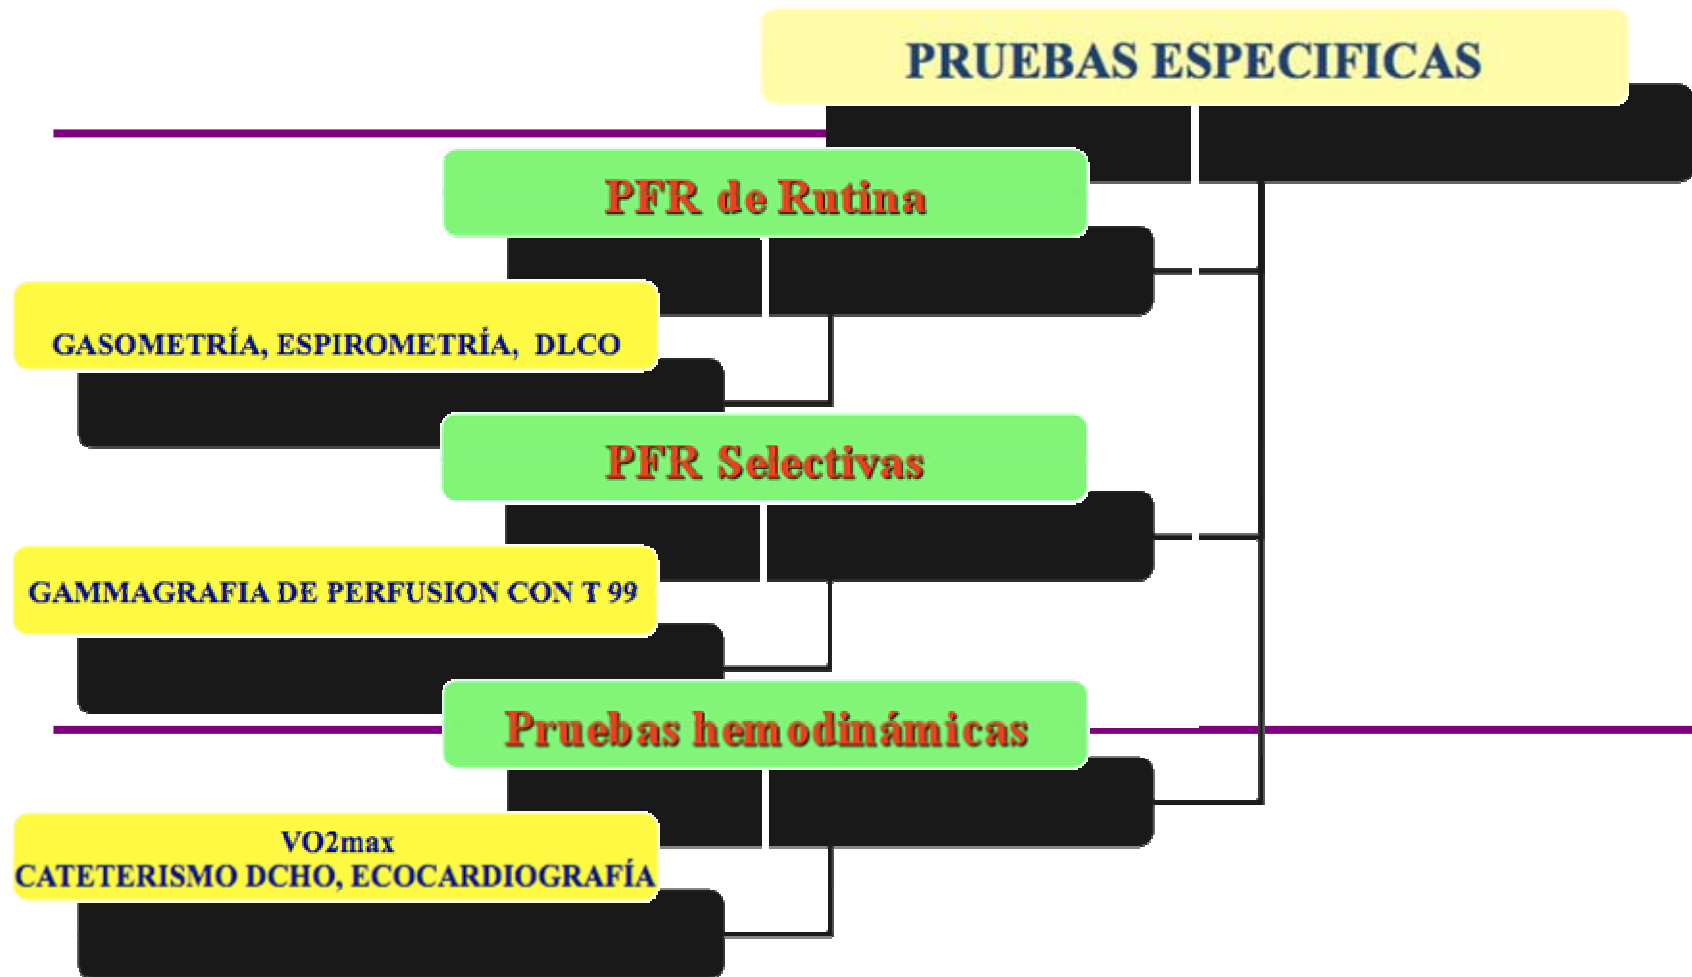 PRUEBAS ESPECIFICAS
PFR de Rutina
GASOMETRÍA, ESPIROMETRÍA, DLCO
PFR Selectivas
GAMMAGRAFIA DE PERFUSION CON T 99
Pruebas hemodinámicas
VO2max
CATETERISMO DCHO, ECOCARDIOGRAFÍA